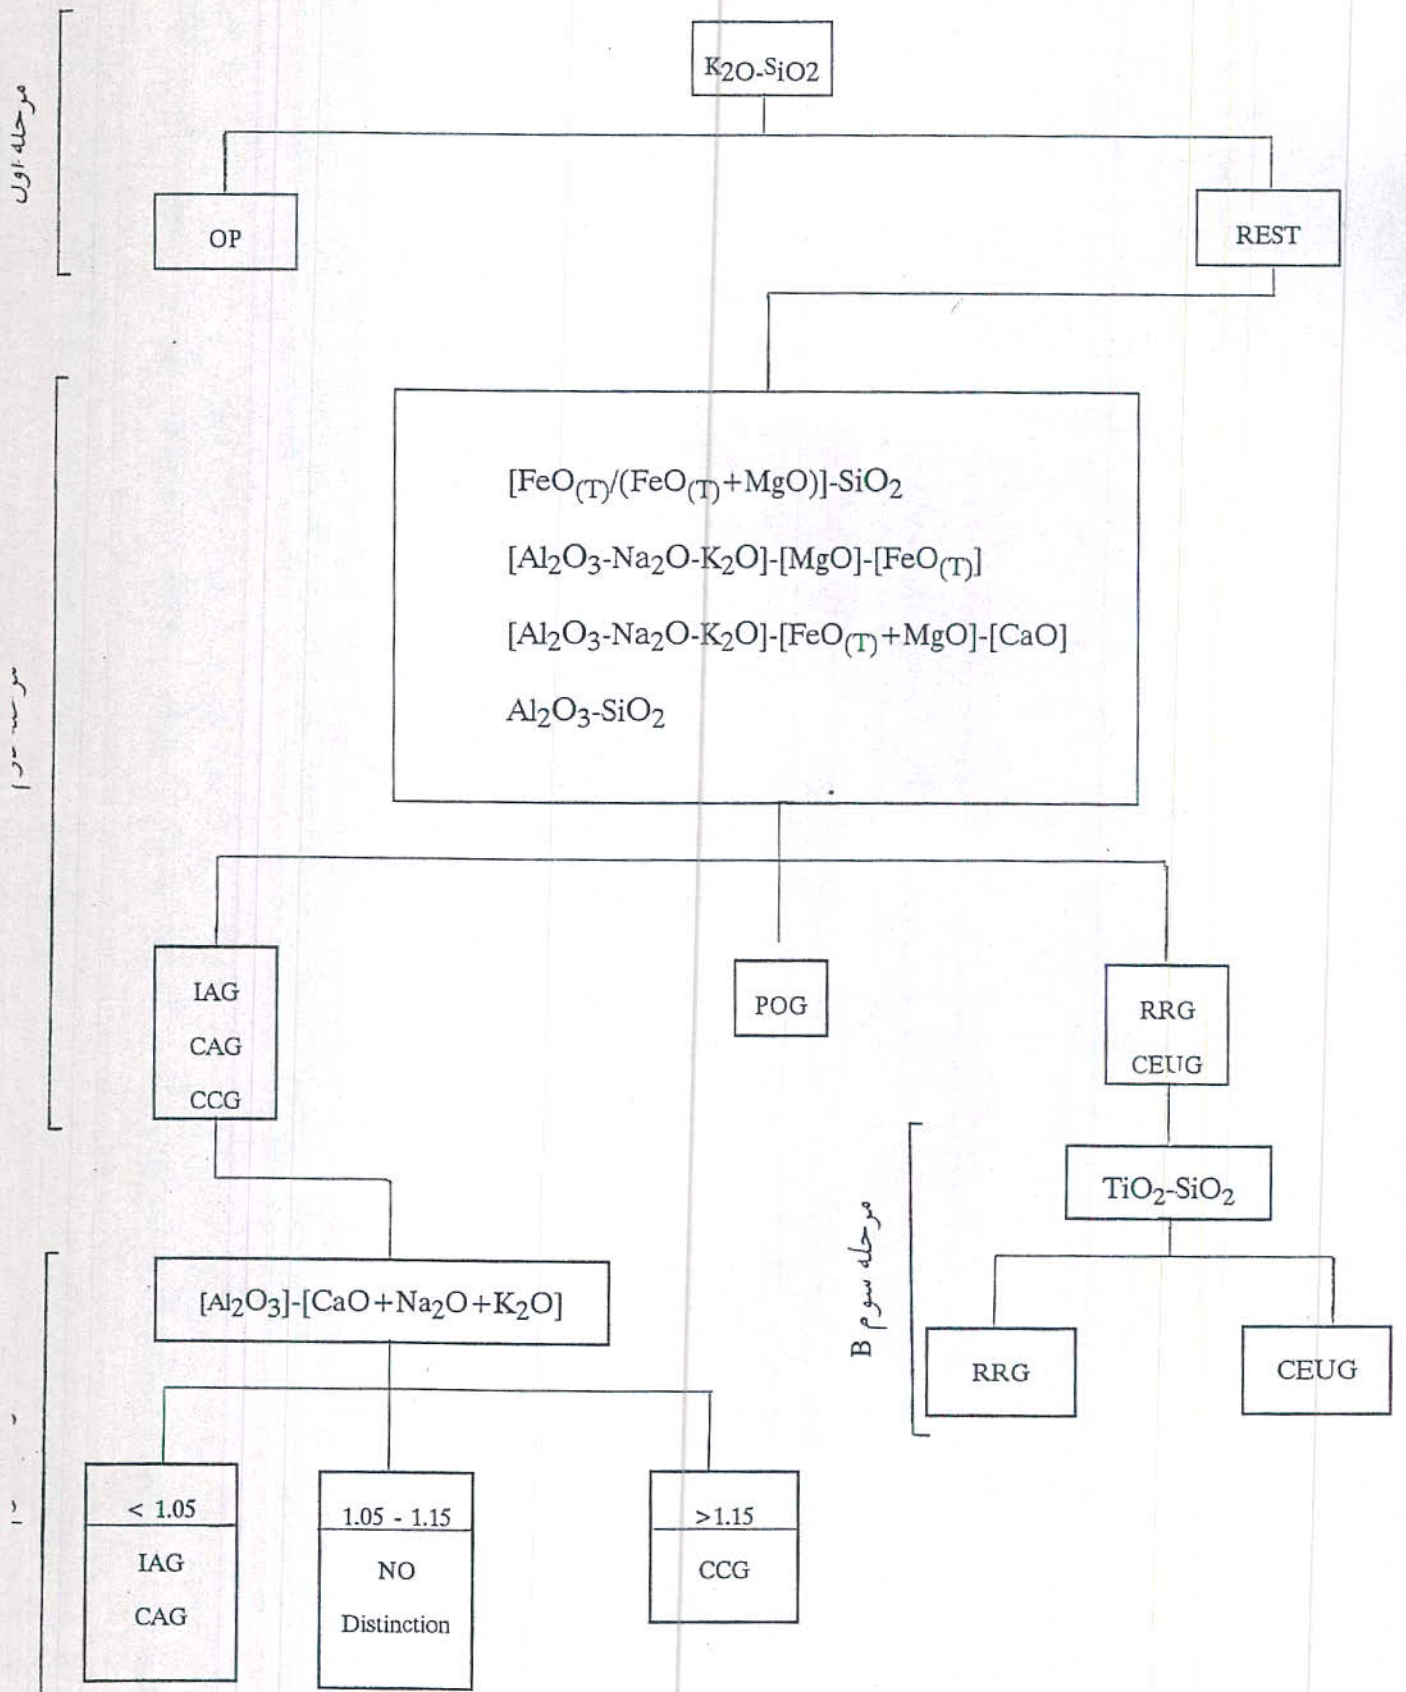 K2O-SiO2
مرحله اول
OP
REST
[FeO(T)/(FeO(T)+MgO)]-SiO2
[Al2O3-Na2O-K2O]-[MgO]-[FeO(T)]
[Al2O3-Na2O-K2O]-[FeO(T)+MgO]-[CaO]
Al2O3-SiO2
IAG
CAG
CCG
POG
RRG
CEUG
مرحله سوم B
TiO2-SiO2
RRG
CEUG
[Al2O3]-[CaO+Na2O+K2O]
< 1.05
IAG
CAG
1.05 - 1.15
NO
Distinction
>1.15
CCG